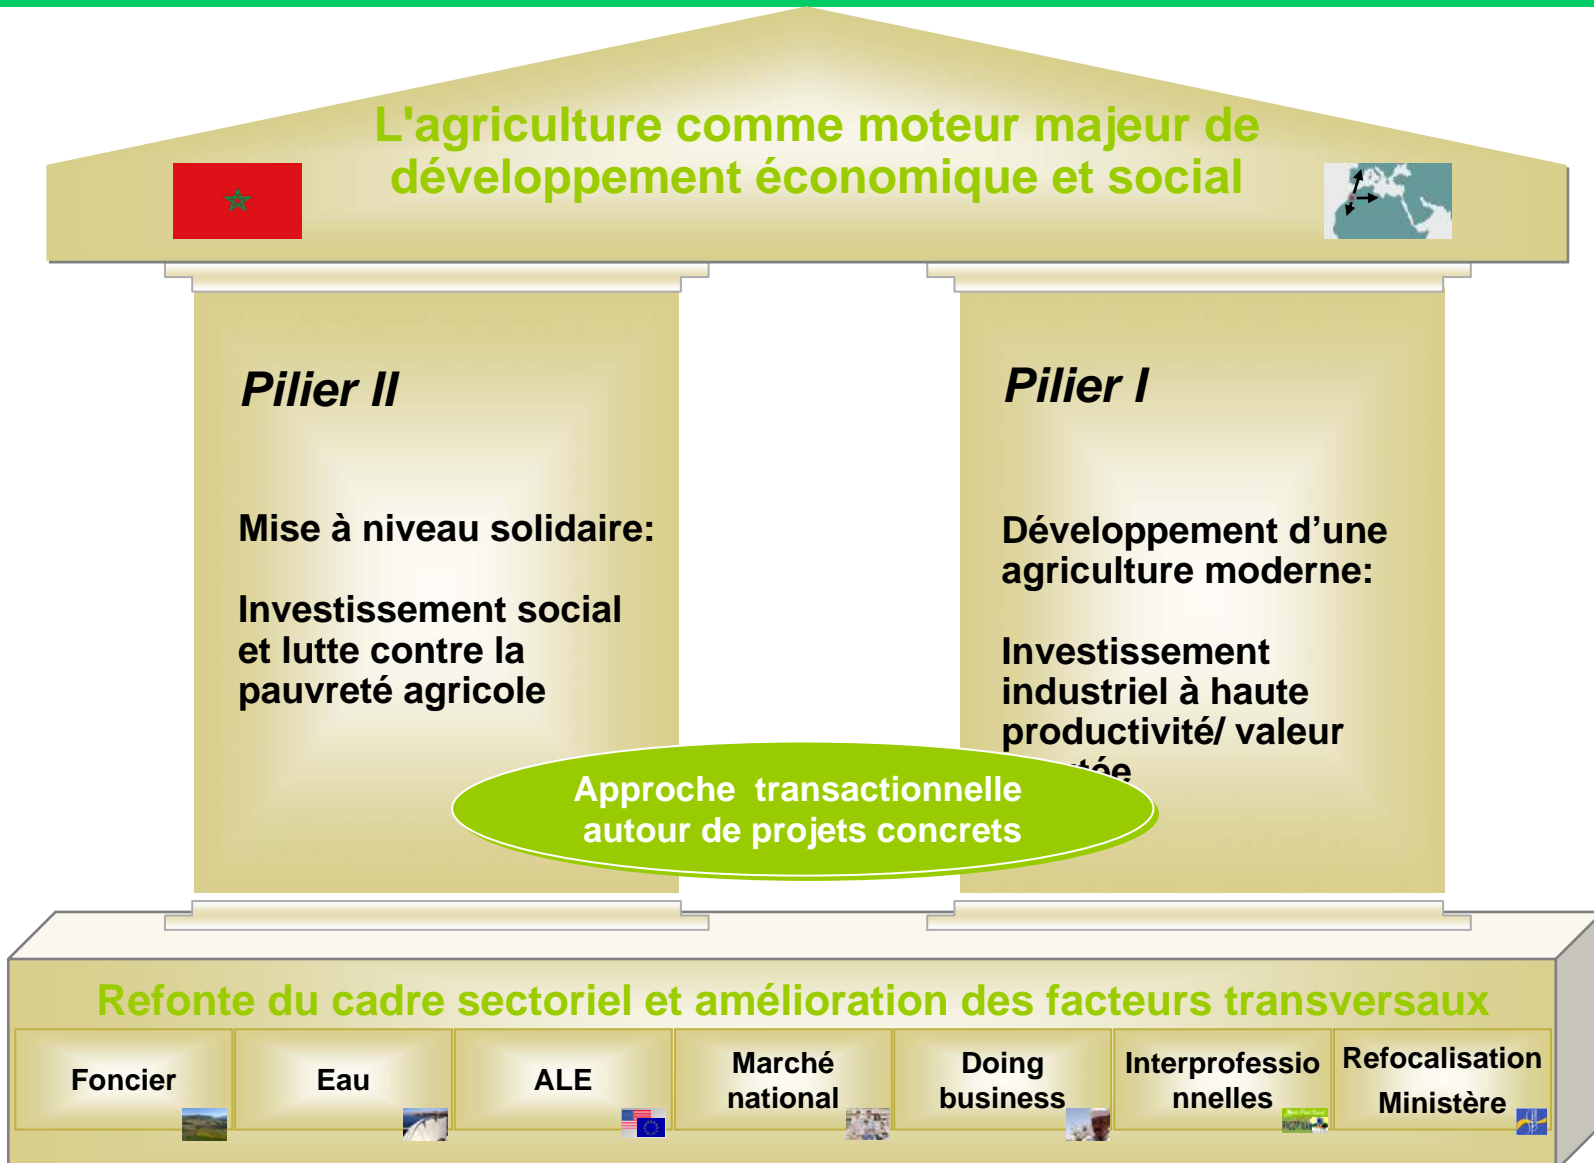 L'agriculture comme moteur majeur de
développement économique et social
Pilier II
Mise à niveau solidaire:
Investissement social
et lutte contre la
pauvreté agricole
Pilier I
Développement d’une
agriculture moderne:
Investissement
industriel à haute
productivité/ valeur
Approche transactionnelle
autour de projets concrets
Refonte du cadre sectoriel et amélioration des facteurs transversaux
Foncier
Eau
ALE
Marché
national
Doing
business
Interprofessio
nnelles
Refocalisation
Ministère